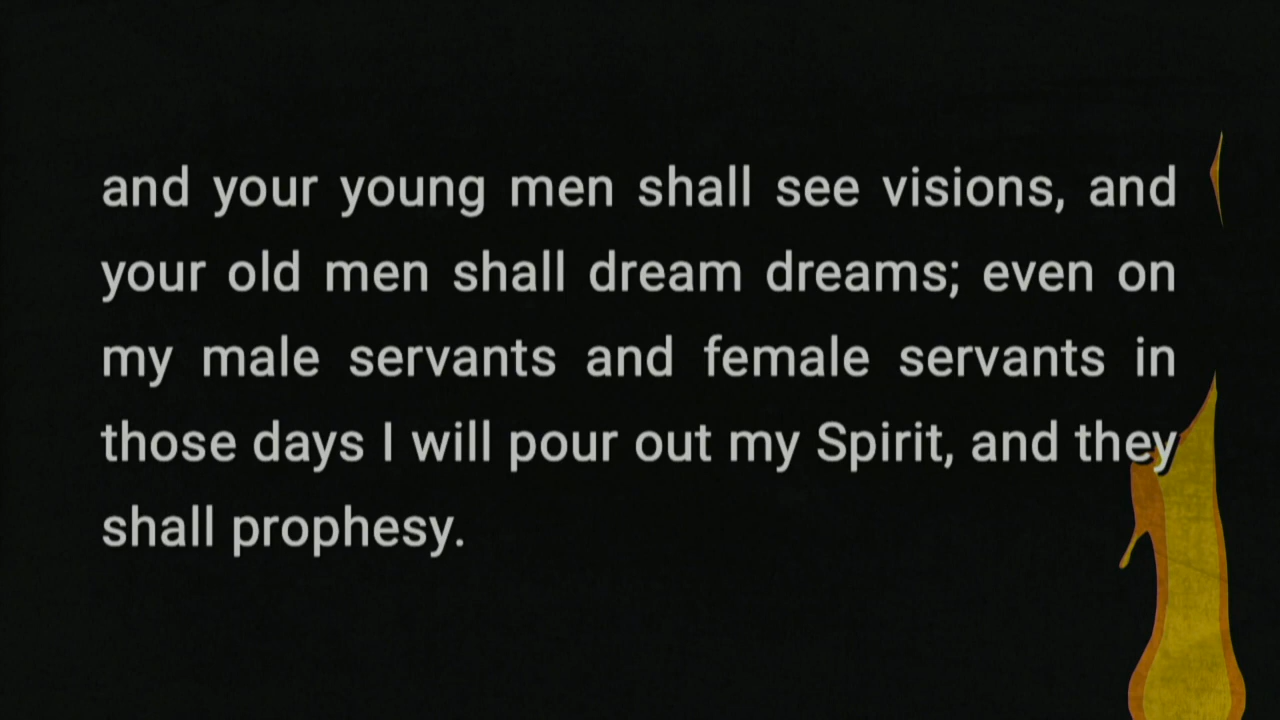 and your young men shall see visions, and
your old men shall dream dreams; even on
my male servants and female servants in
those days I will pour out my Spirit, and they
shall prophesy.